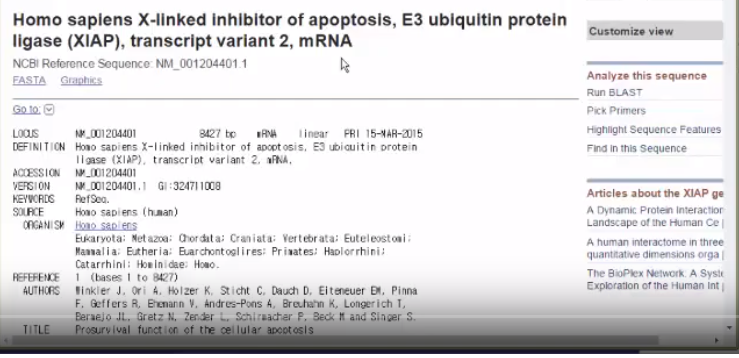 Homo sapiens X-linked inhibitor of apoptosis, E3 ubiquitin protein
ligase (XIAP), transcript variant 2, mRNA
NCBI Reference Sequence: NM_001204401.1
FASTA Graphics
Go to:
LOCUS NM_001204401 8427 bp mRNA linear PRI 15-MAR-2015
DEFINITION Homo sapiens X-linked inhibitor of apoptosis, E3 ubiquitin protein
ligase (XIAP), transcript variant 2, mRNA.
ACCESSION NM_001204401
VERSION NM_001204401.1 GI:324711008
KEYWORDS RefSeq.
SOURCE Homo sapiens (human)
ORGANISM Homo sapiens
Eukaryota; Metazoa; Chordata; Craniata; Vertebrata; Euteleostomi;
Mammalia; Eutheria; Euarchontoglires; Primates; Haplorrhini;
Catarrhini; Hominidae; Homo.
REFERENCE 1 (bases 1 to 8427)
AUTHORS Winkler J, Ori A, Holzer K, Sticht C, Dauch D, Eiteneuer EM, Pinna
F, Geffers R, Ehemann V, Andres-Pons A, Breuhahn K, Longerich T,
Bermejo JL, Gretz N, Zender L, Schirmacher P, Beck M and Singer S.
TITLE Prosurvival function of the cellular apoptosis
Customize view
Analyze this sequence
Run BLAST
Pick Primers
Highlight Sequence Features
Find in this Sequence
Articles about the XIAP ge
A Dynamic Protein Interaction
Landscape of the Human Ce
A human interactome in three
quantitative dimensions orga
The BioPlex Network: A Syste
Exploration of the Human Int